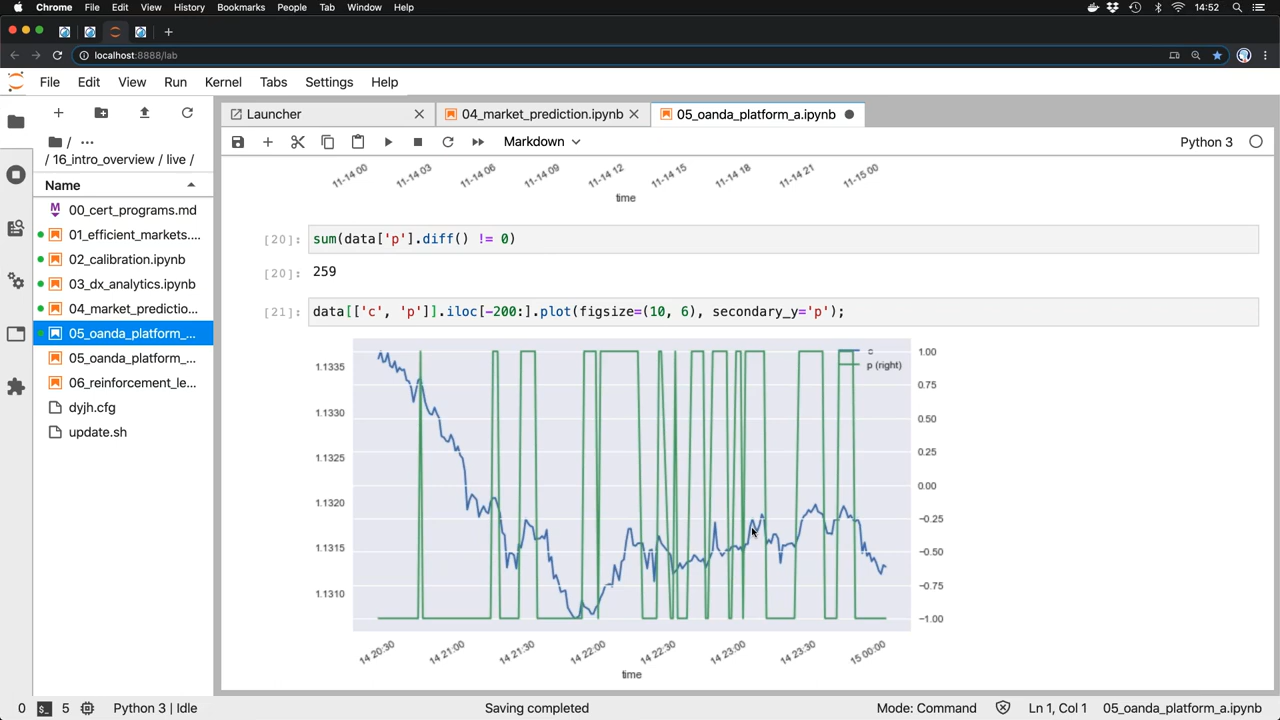 Chrome File Edit View History Bookmarks People Tab Window Help 14:52
localhost:8888/lab
File Edit View Run Kernel Tabs Settings Help
Launcher 04_market_prediction.ipynb 05_oanda_platform_a.ipynb
/ ···
/ 16_intro_overview / live /
Markdown Python 3
Name
00_cert_programs.md
01_efficient_markets....
02_calibration.ipynb
03_dx_analytics.ipynb
04_market_predictio...
05_oanda_platform_...
05_oanda_platform_...
06_reinforcement_le...
dyjh.cfg
update.sh
11-14 00 11-14 03 11-14 06 11-14 09 11-14 12 11-14 15 11-14 18 11-14 21 11-15 00
time
[20]: sum(data['p'].diff() != 0)
[20]: 259
[21]: data[['c', 'p']].iloc[-200:].plot(figsize=(10, 6), secondary_y='p');
c
p (right)
1.1335
1.1330
1.1325
1.1320
1.1315
1.1310
1.00
0.75
0.50
0.25
0.00
−0.25
−0.50
−0.75
−1.00
14 20:30 14 21:00 14 21:30 14 22:00 14 22:30 14 23:00 14 23:30 15 00:00
time
0 5 Python 3 | Idle Saving completed Mode: Command Ln 1, Col 1 05_oanda_platform_a.ipynb